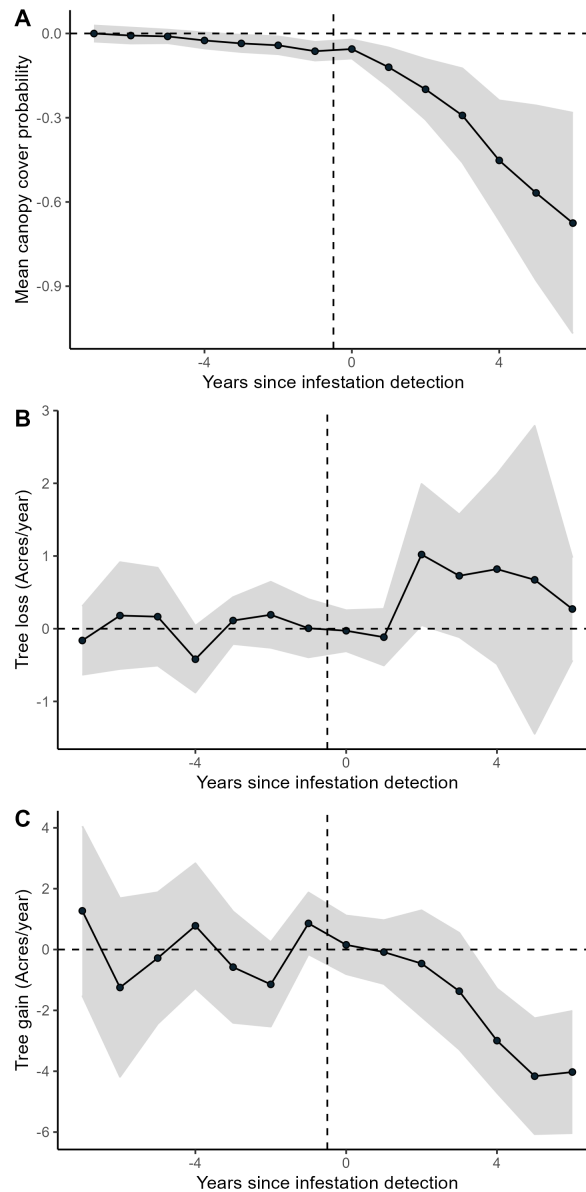 A
Mean canopy cover probability
0.0
-0.3
-0.6
-0.9
-4
0
4
Years since infestation detection
B
Tree loss (Acres/year)
3
2
1
0
-1
-4
0
4
Years since infestation detection
C
Tree gain (Acres/year)
4
2
0
-2
-4
-6
-4
0
4
Years since infestation detection